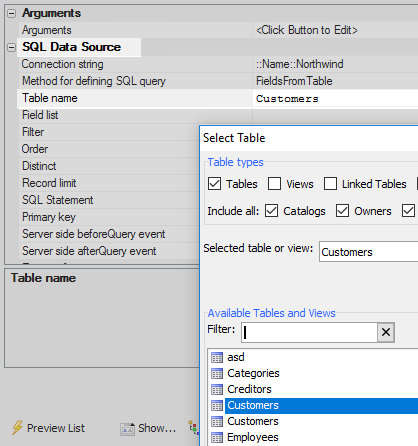 Arguments
Arguments <Click Button to Edit>
SQL Data Source
Connection string ::Name::Northwind
Method for defining SQL query FieldsFromTable
Table name Customers
Field list
Filter
Order
Distinct
Record limit
SQL Statement
Primary key
Server side beforeQuery event
Server side afterQuery event
Table name
Preview List Show...
Select Table
Table types
Tables Views Linked Tables
Include all: Catalogs Owners
Selected table or view: Customers
Available Tables and Views
Filter:
asd
Categories
Creditors
Customers
Customers
Employees